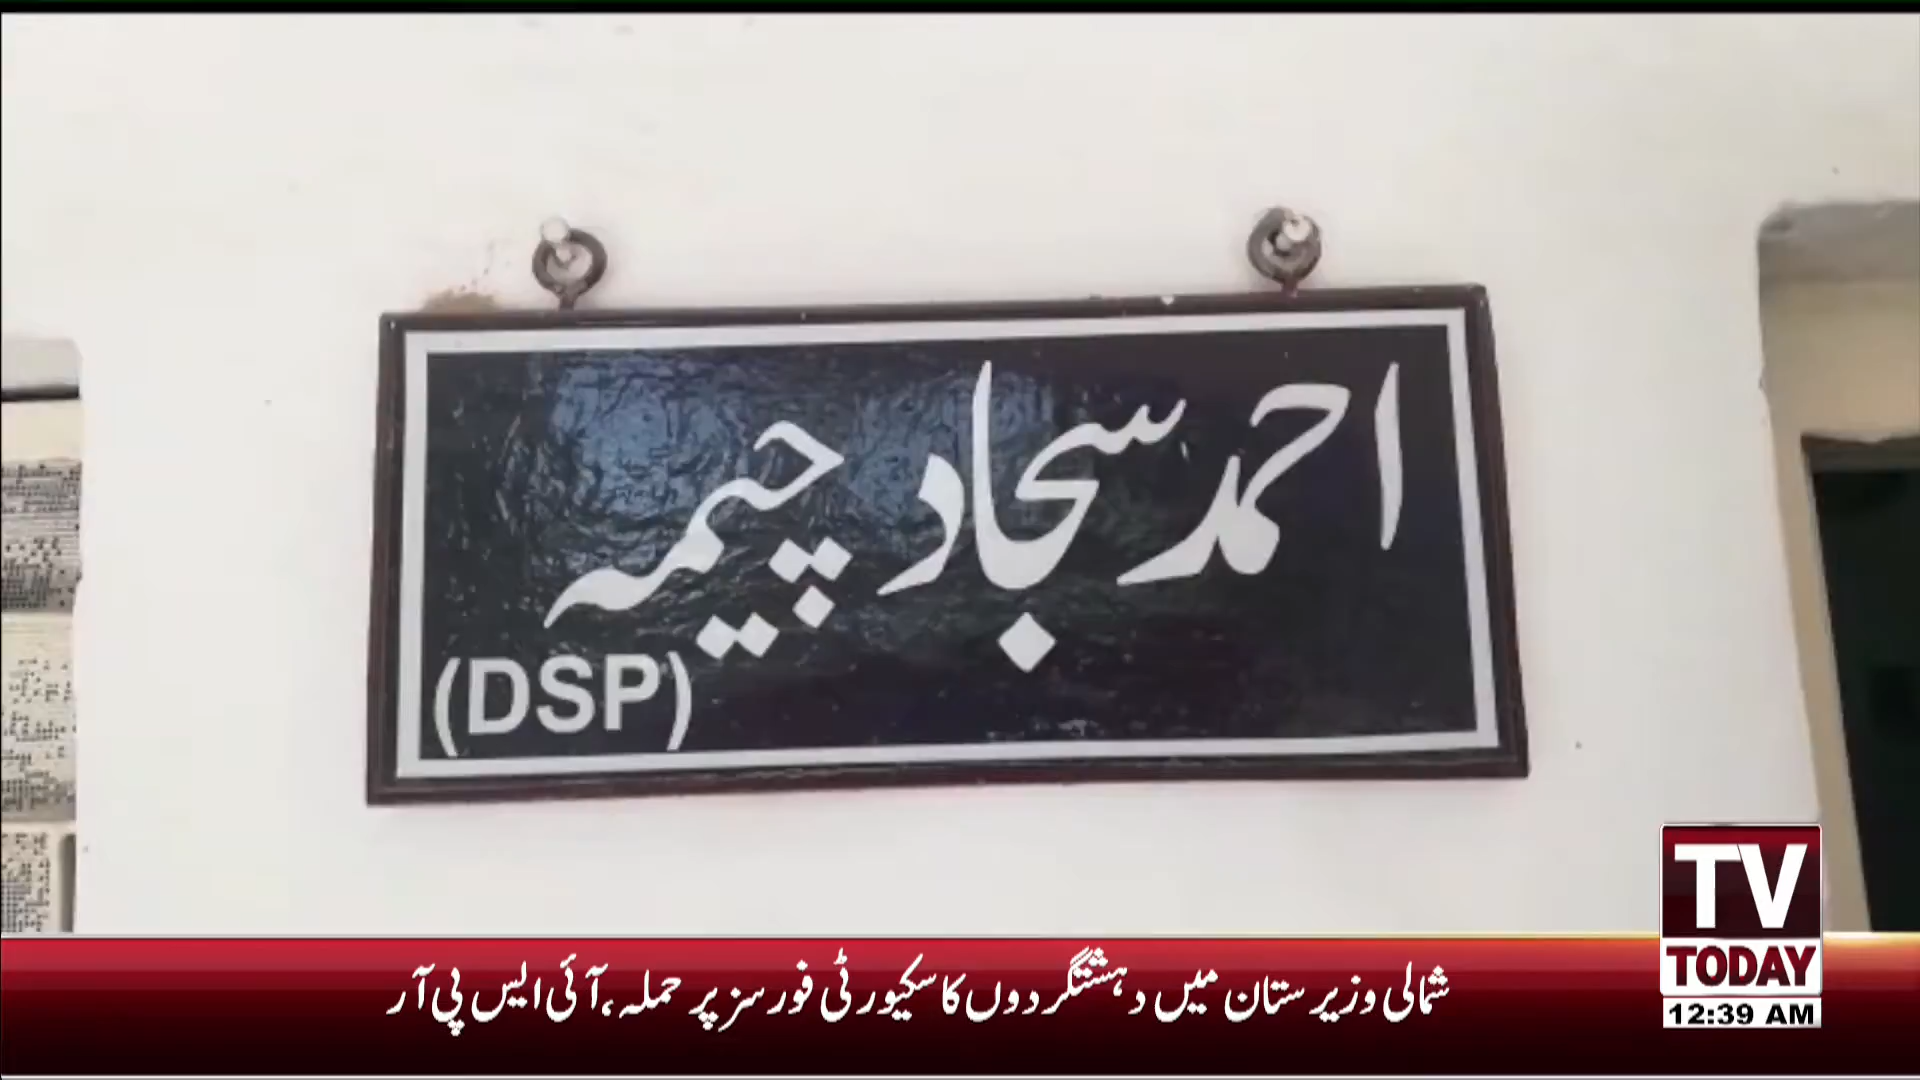 احمد سجاد چیمہ
(DSP)
TV
TODAY
12:39 AM
شمالی وزیرستان میں دہشتگردوں کا سکیورٹی فورسز پر حملہ، آئی ایس پی آر